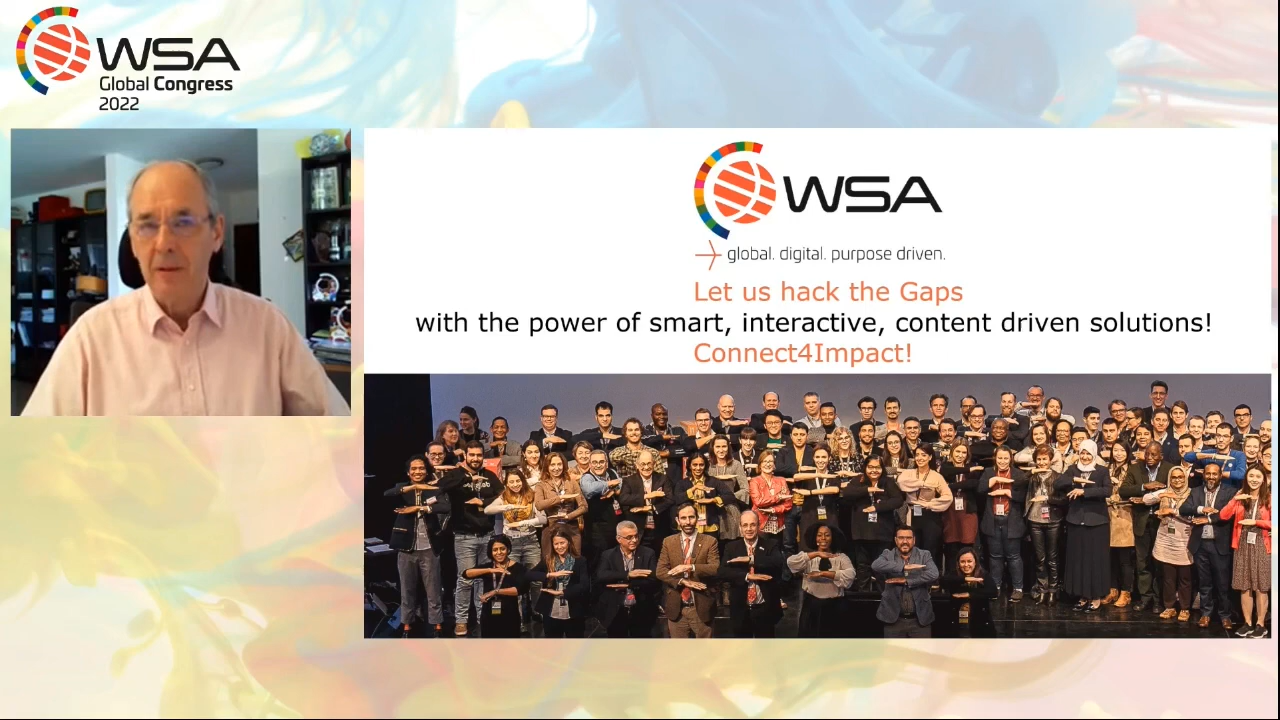 WSA
Global Congress
2022
WSA
global. digital. purpose driven.
Let us hack the Gaps
with the power of smart, interactive, content driven solutions!
Connect4Impact!